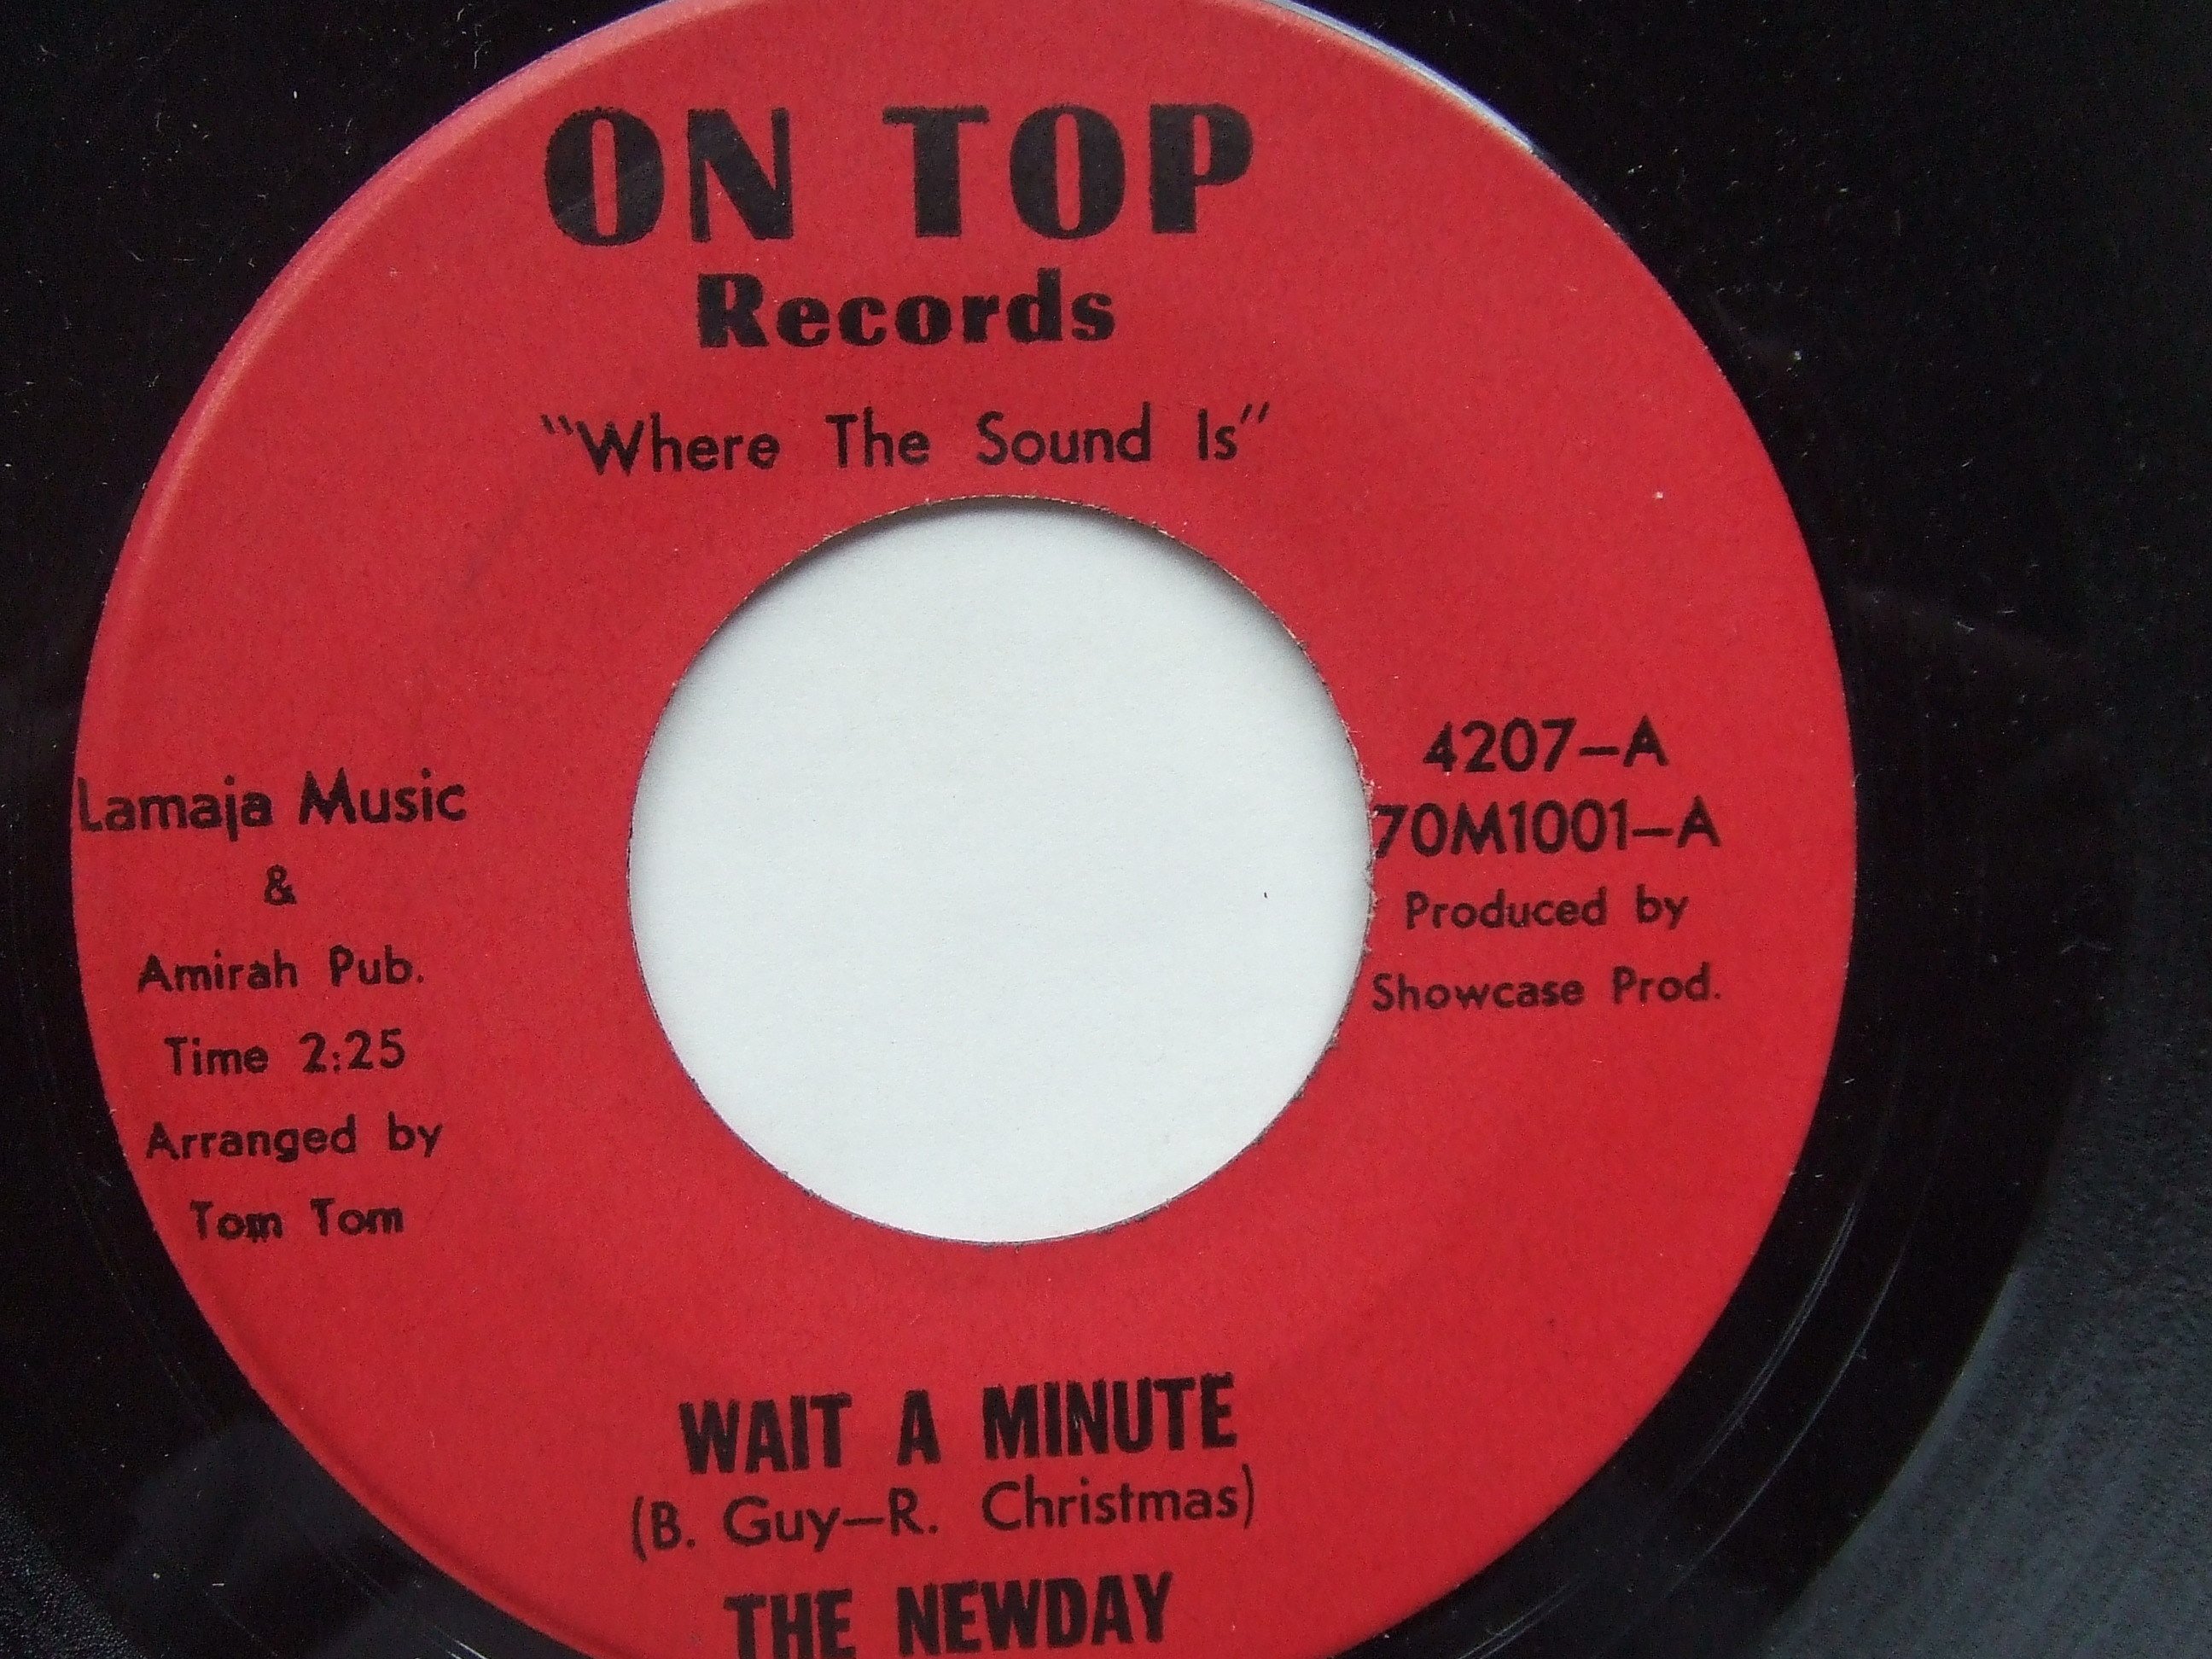 ON TOP
Records
"Where The Sound Is"
Lamaja Music
&
Amirah Pub.
Time 2:25
Arranged by
Tom Tom
4207-A
70M1001-A
Produced by
Showcase Prod.
WAIT A MINUTE
(B. Guy-R. Christmas)
THE NEWDAY